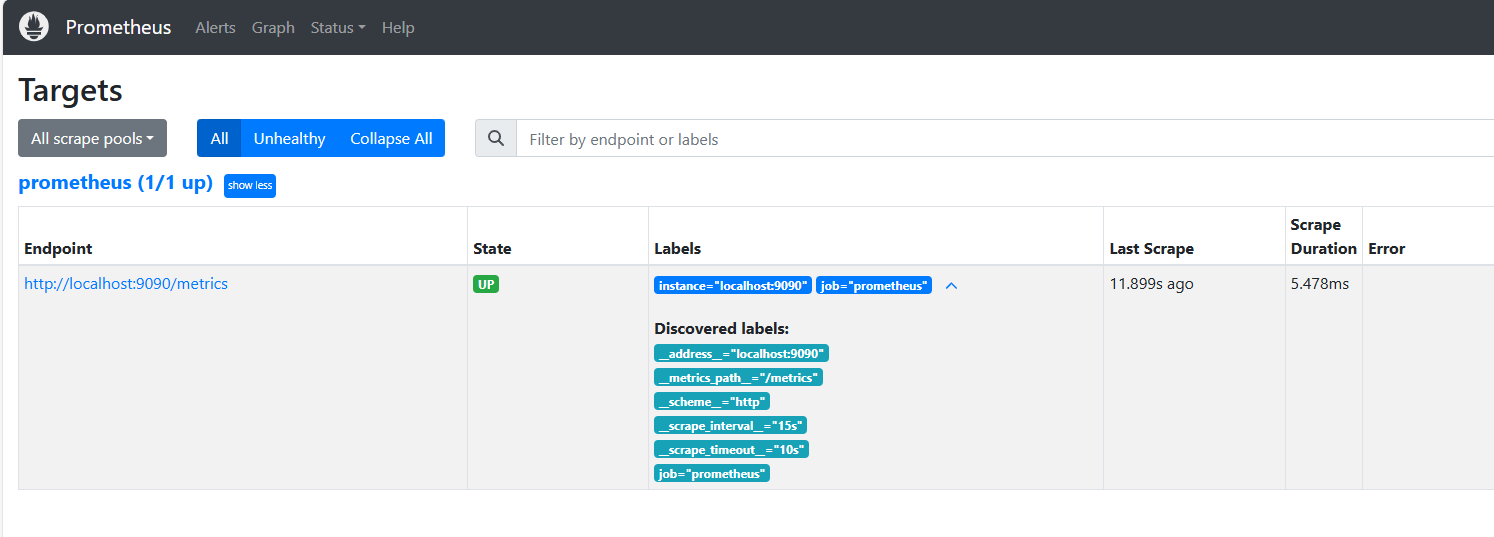 Prometheus Alerts Graph Status Help
Targets
All scrape pools All Unhealthy Collapse All Filter by endpoint or labels
prometheus (1/1 up) show less
Endpoint State Labels Last Scrape Scrape Duration Error
http://localhost:9090/metrics UP instance="localhost:9090" job="prometheus" 11.899s ago 5.478ms
Discovered labels:
__address__="localhost:9090"
__metrics_path__="/metrics"
__scheme__="http"
__scrape_interval__="15s"
__scrape_timeout__="10s"
job="prometheus"